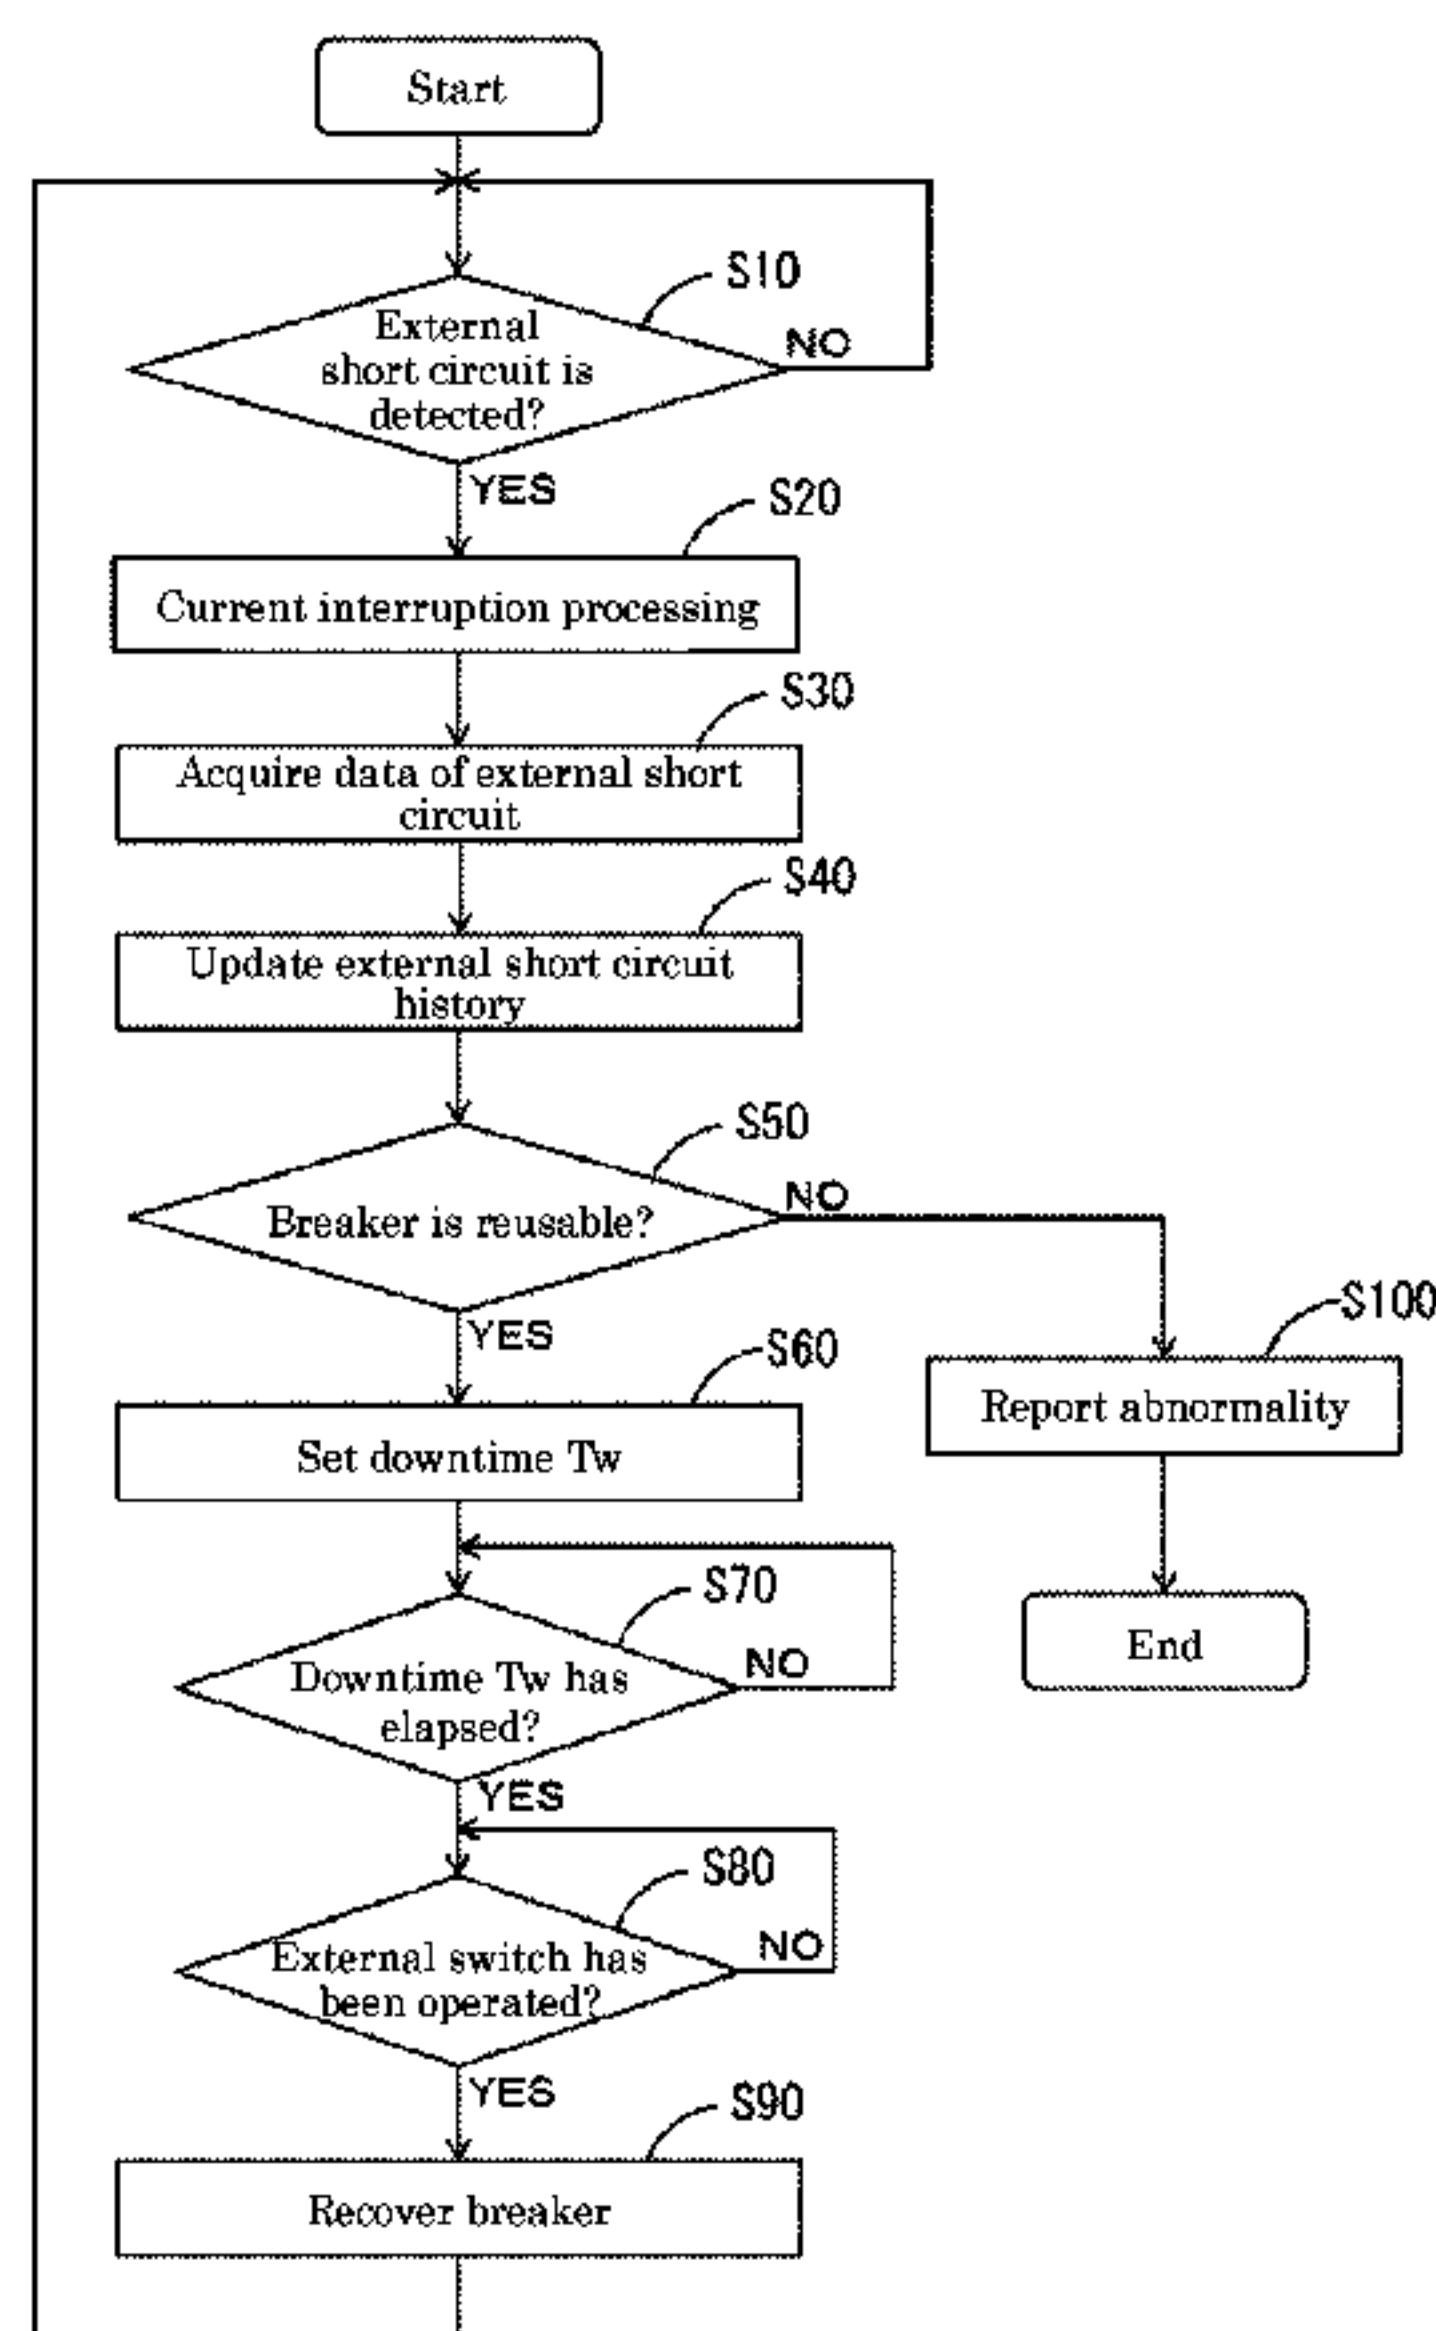 Start
S10
External
short circuit is
detected?
NO
YES
S20
Current interruption processing
S30
Acquire data of external short
circuit
S40
Update external short circuit
history
S50
Breaker is reusable?
NO
YES
S60
Set downtime Tw
S100
Report abnormality
End
S70
Downtime Tw has
elapsed?
NO
YES
S80
External switch has
been operated?
NO
YES
S90
Recover breaker